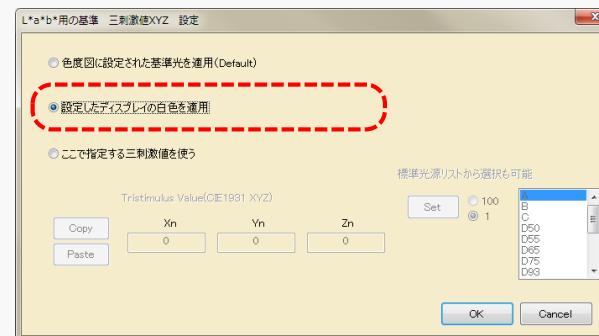 L*a*b*用の基準　三刺激値XYZ　設定
色度図に設定された基準光を適用(Default)
設定したディスプレイの白色を適用
ここで指定する三刺激値を使う
標準光源リストから選択も可能
Tristimulus Value(CIE1931 XYZ)
Copy
Paste
Xn
Yn
Zn
0
0
0
Set
100
1
A
B
C
D50
D55
D65
D75
D93
OK
Cancel